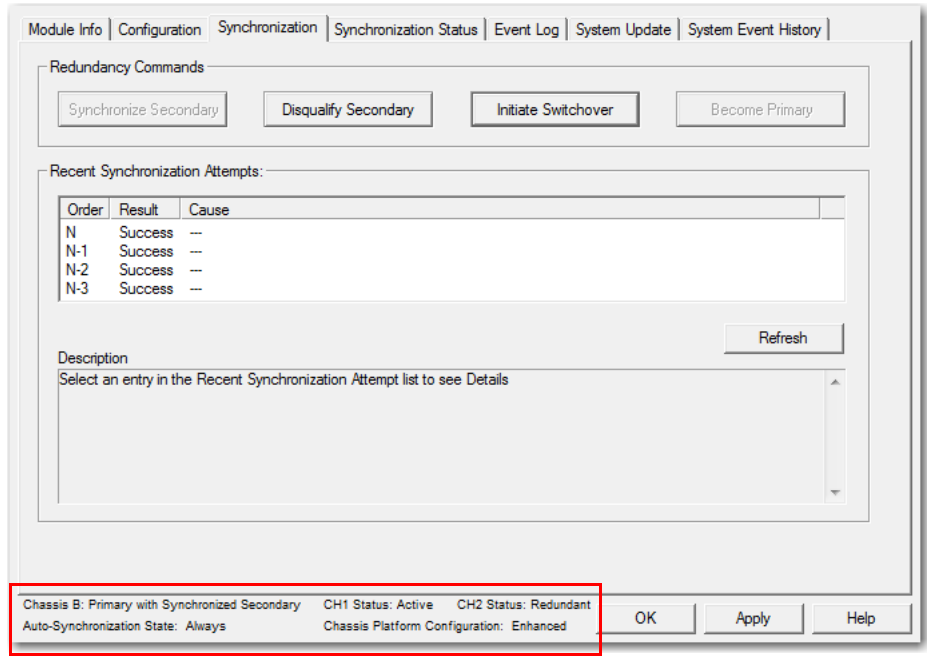 Module Info Configuration Synchronization Synchronization Status Event Log System Update System Event History
Redundancy Commands
Synchronize Secondary Disqualify Secondary Initiate Switchover Become Primary
Recent Synchronization Attempts:
Order Result Cause
N Success ---
N-1 Success ---
N-2 Success ---
N-3 Success ---
Refresh
Description
Select an entry in the Recent Synchronization Attempt list to see Details
Chassis B: Primary with Synchronized Secondary CH1 Status: Active CH2 Status: Redundant
Auto-Synchronization State: Always Chassis Platform Configuration: Enhanced
OK Apply Help